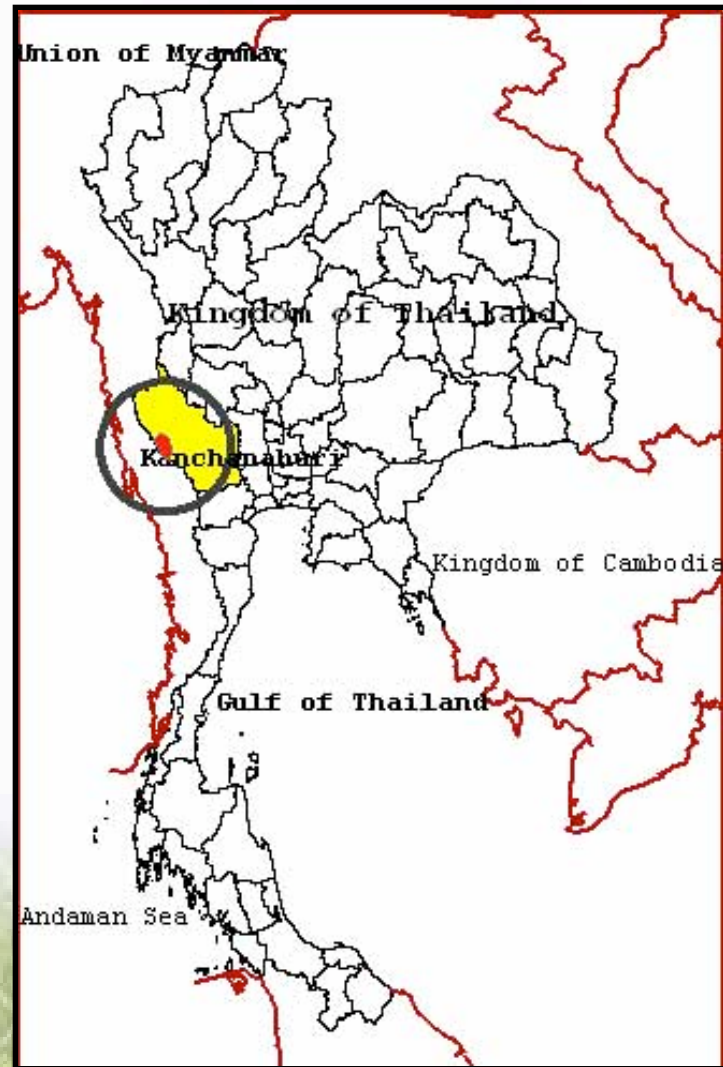 Union of Myanmar
Kingdom of Thailand
Kanchanaburi
Kingdom of Cambodia
Gulf of Thailand
Andaman Sea